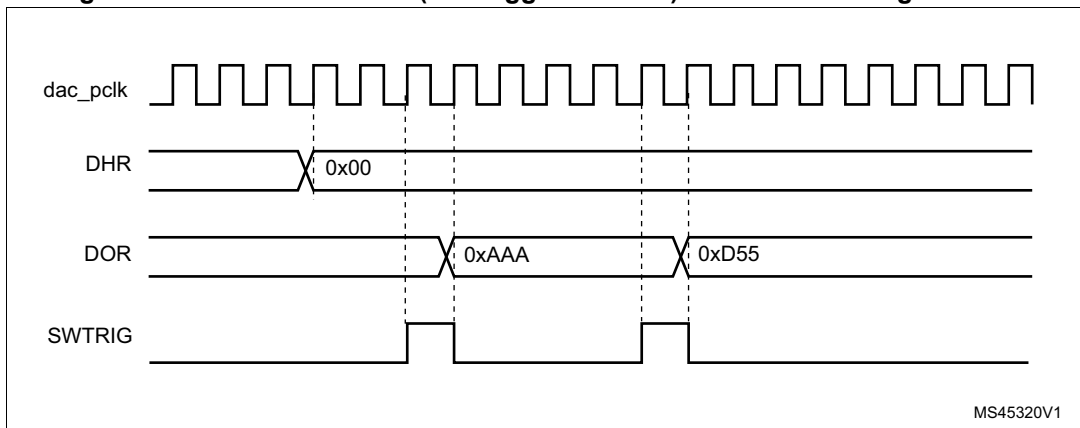 dac_pclk
DHR
0x00
DOR
0xAAA
0xD55
SWTRIG
MS45320V1